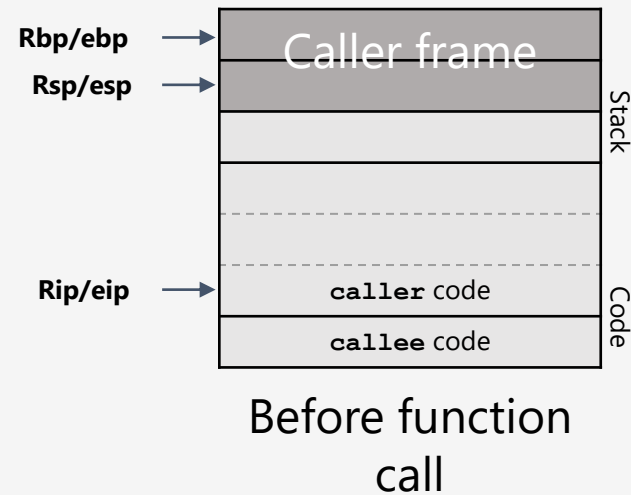 Rbp/ebp
Caller frame
Rsp/esp
Stack
Rip/eip
caller code
Code
callee code
Before function
call